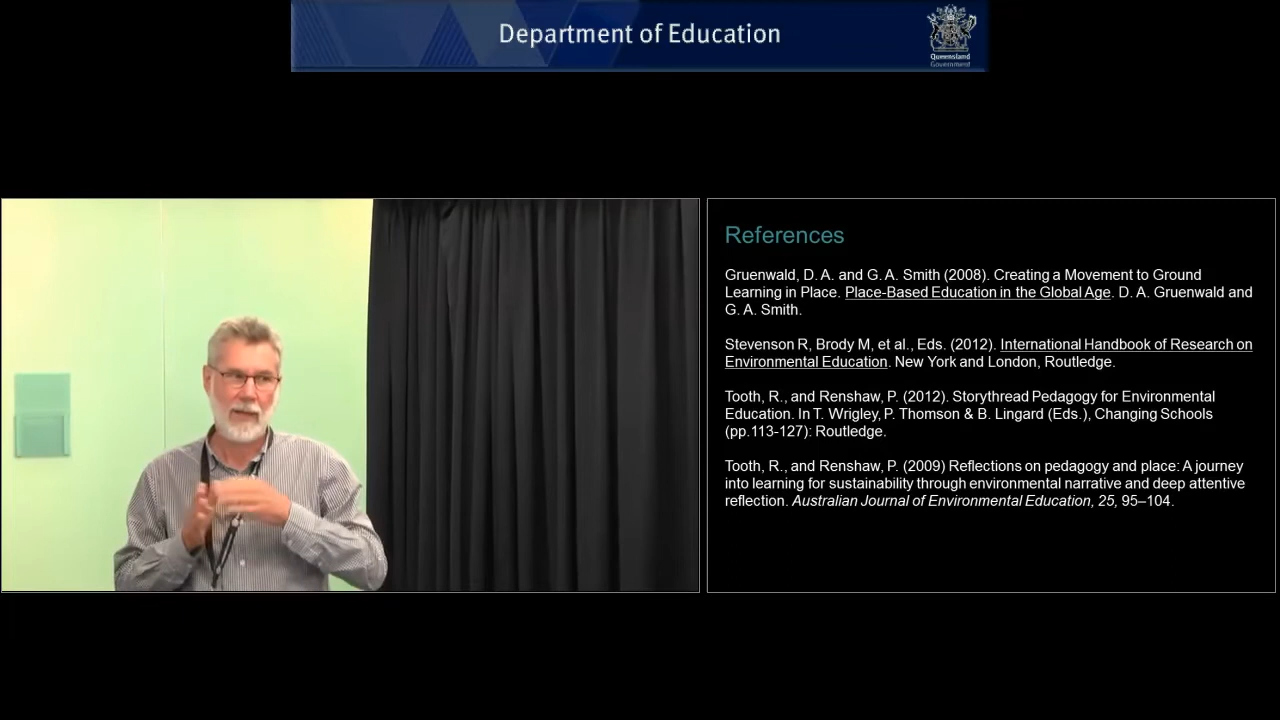 Department of Education
Queensland
Government
References
Gruenwald, D. A. and G. A. Smith (2008). Creating a Movement to Ground
Learning in Place. Place-Based Education in the Global Age. D. A. Gruenwald and
G. A. Smith.
Stevenson R, Brody M, et al., Eds. (2012). International Handbook of Research on
Environmental Education. New York and London, Routledge.
Tooth, R., and Renshaw, P. (2012). Storythread Pedagogy for Environmental
Education. In T. Wrigley, P. Thomson & B. Lingard (Eds.), Changing Schools
(pp.113-127): Routledge.
Tooth, R., and Renshaw, P. (2009) Reflections on pedagogy and place: A journey
into learning for sustainability through environmental narrative and deep attentive
reflection. Australian Journal of Environmental Education, 25, 95–104.